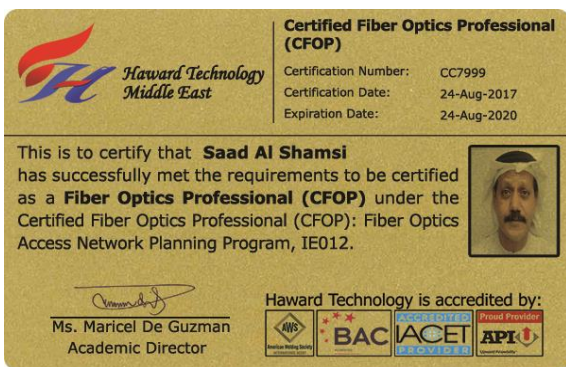 Haward Technology
Middle East
Certified Fiber Optics Professional
(CFOP)
Certification Number: CC7999
Certification Date: 24-Aug-2017
Expiration Date: 24-Aug-2020
This is to certify that Saad Al Shamsi
has successfully met the requirements to be certified
as a Fiber Optics Professional (CFOP) under the
Certified Fiber Optics Professional (CFOP): Fiber Optics
Access Network Planning Program, IE012.
Ms. Maricel De Guzman
Academic Director
Haward Technology is accredited by:
AWS
American Welding Society
BAC
ACCREDITED
IACET
PROVIDER
Proud Provider
API